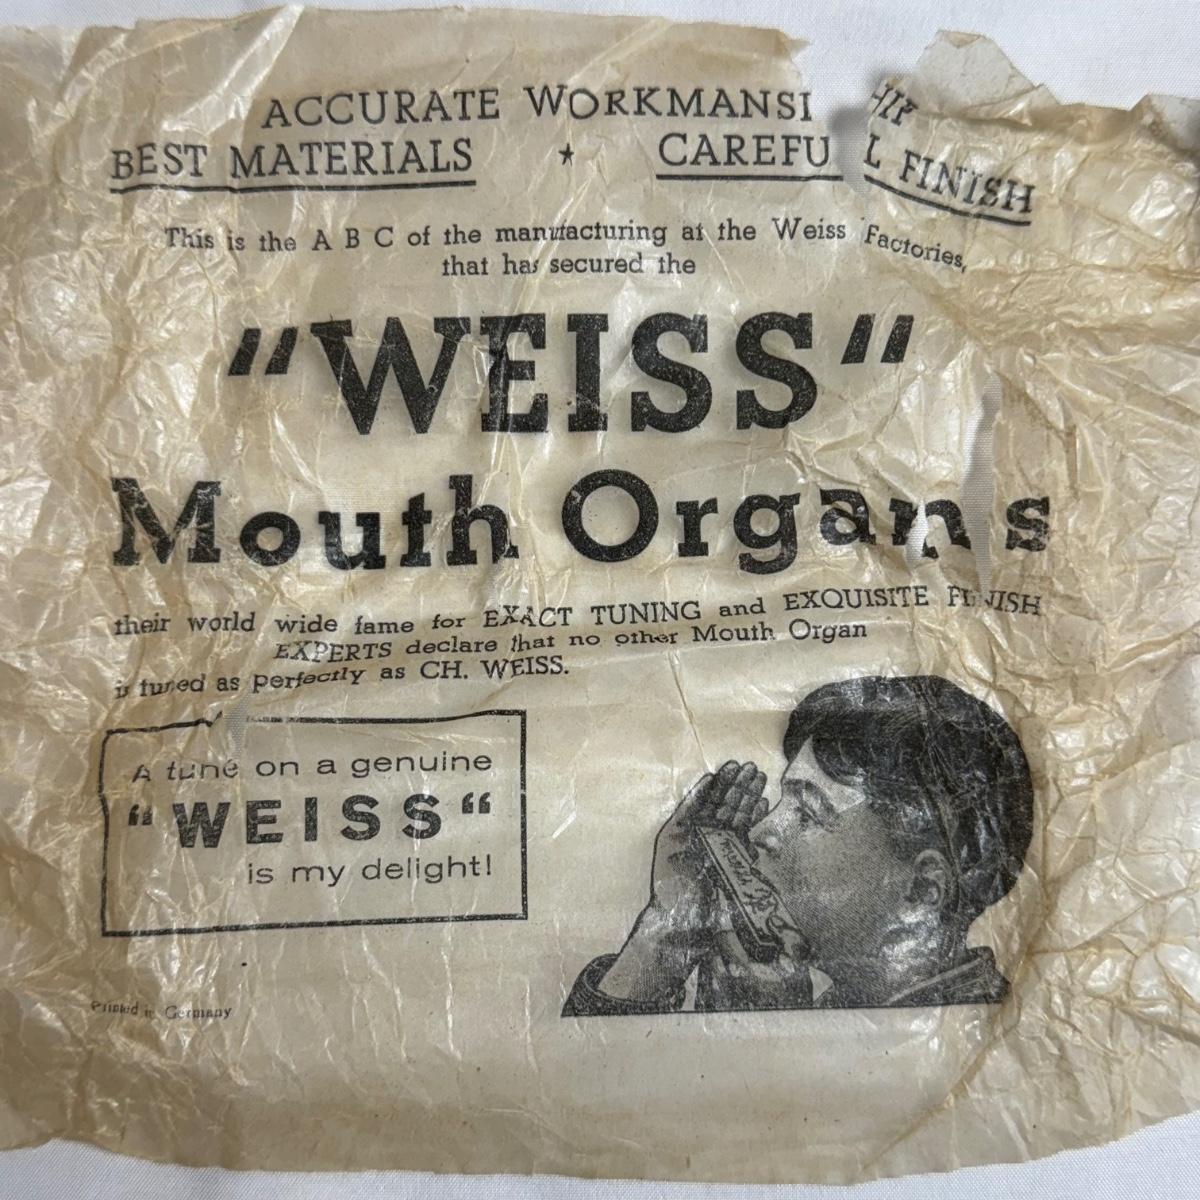 ACCURATE WORKMANSHIP
BEST MATERIALS ★ CAREFUL FINISH
This is the A B C of the manufacturing at the Weiss Factories,
that has secured the
"WEISS"
Mouth Organs
their world wide fame for EXACT TUNING and EXQUISITE FINISH
EXPERTS declare that no other Mouth Organ
is tuned as perfectly as CH. WEISS.
A tune on a genuine
"WEISS"
is my delight!
Printed in Germany